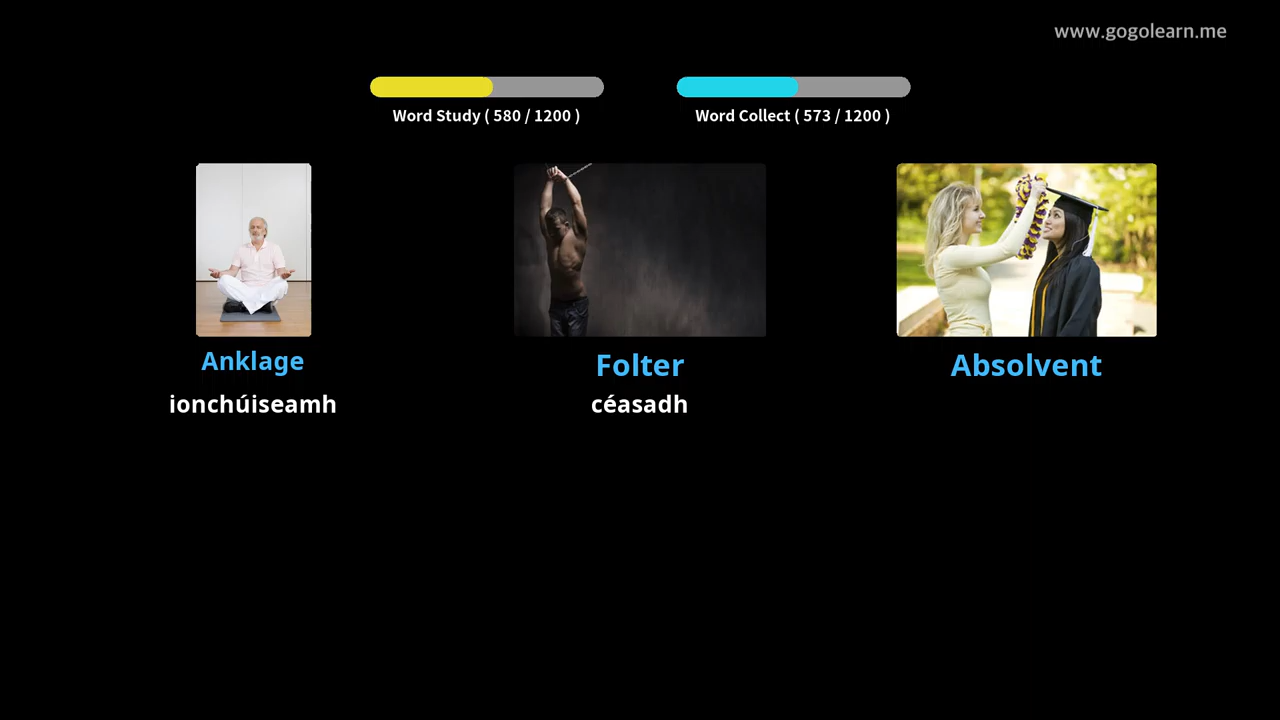 www.gogolearn.me
Word Study ( 580 / 1200 )
Word Collect ( 573 / 1200 )
Anklage
Folter
Absolvent
ionchúiseamh
céasadh